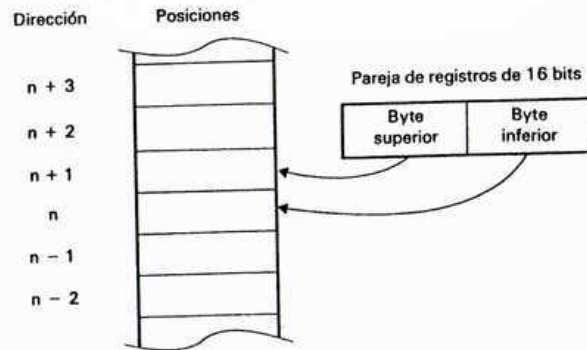 Dirección
Posiciones
n + 3
n + 2
n + 1
n
n − 1
n − 2
Pareja de registros de 16 bits
Byte superior
Byte inferior